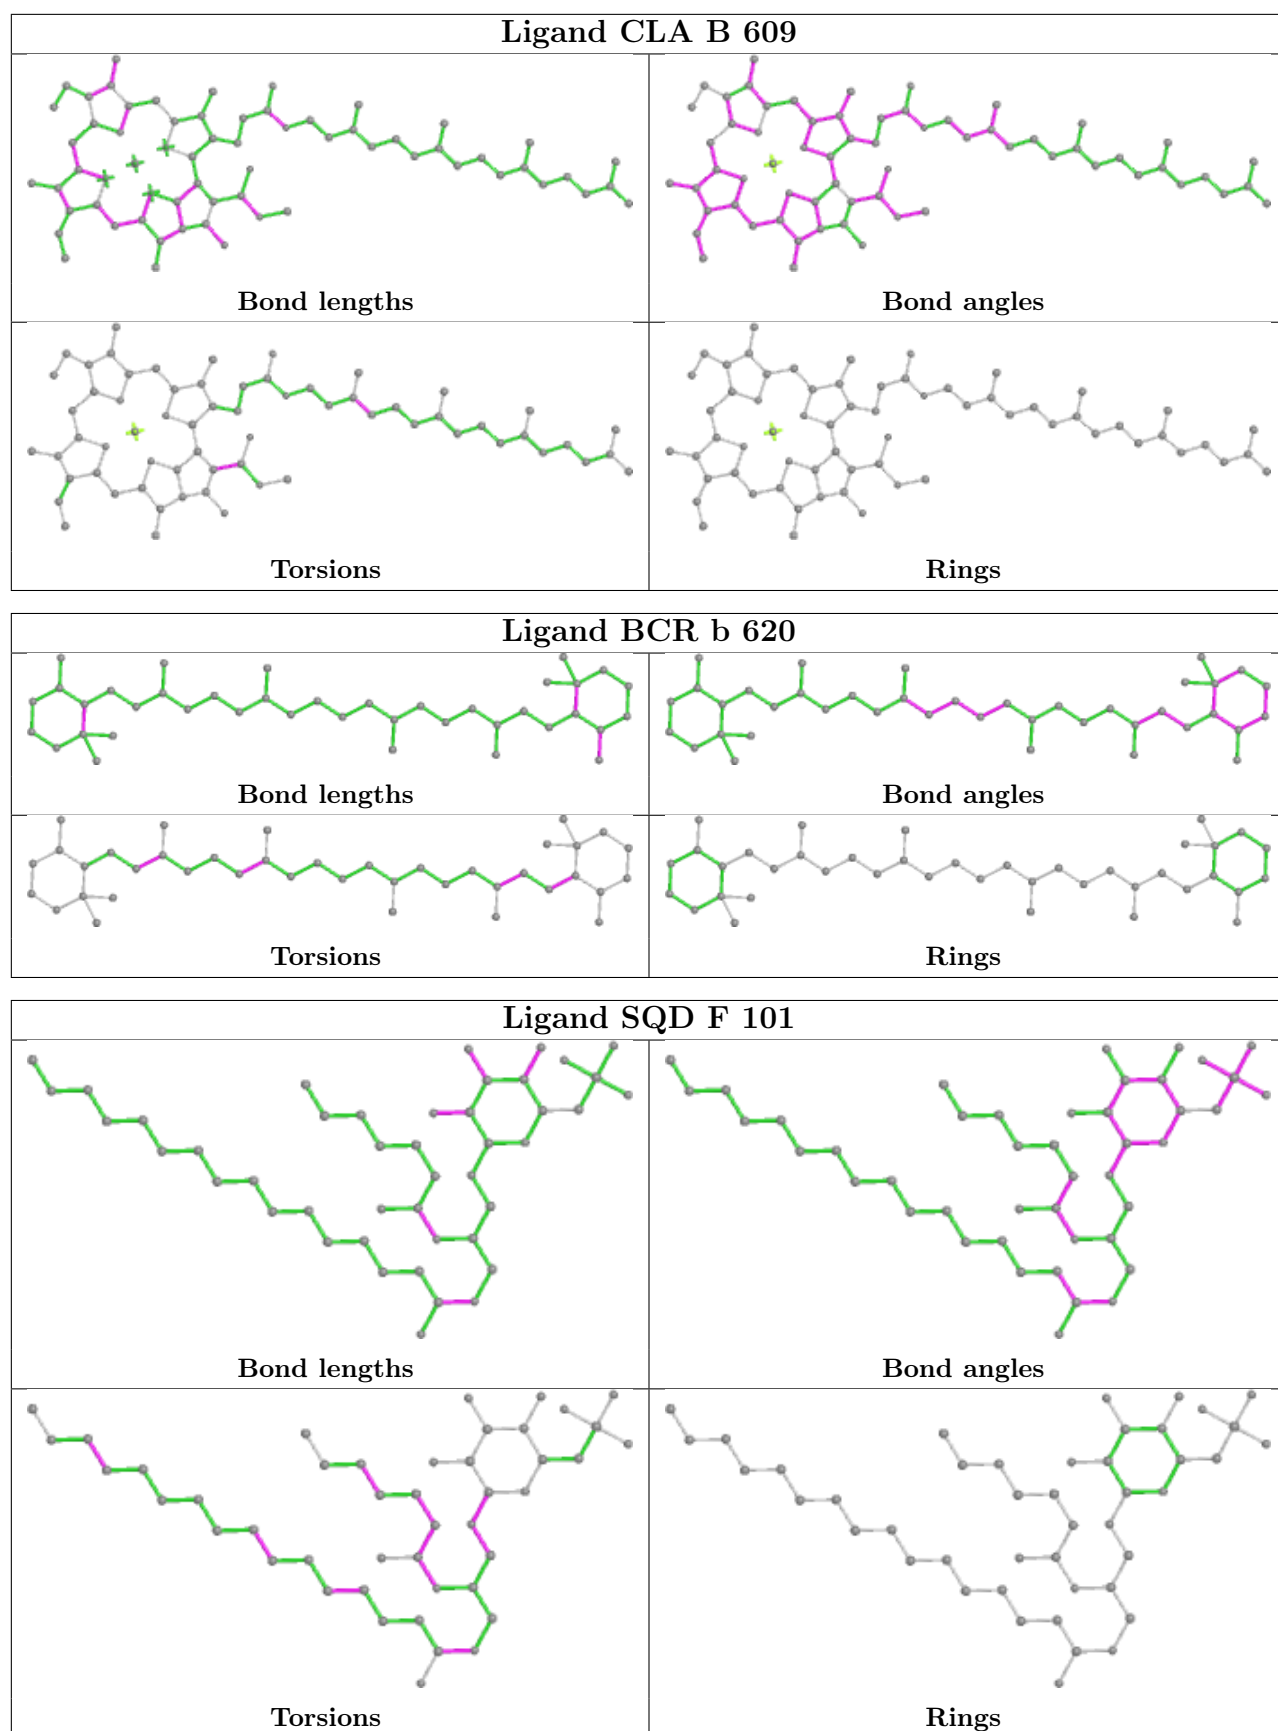 Ligand CLA B 609
Bond lengths
Bond angles
Torsions
Rings
Ligand BCR b 620
Bond lengths
Bond angles
Torsions
Rings
Ligand SQD F 101
Bond lengths
Bond angles
Torsions
Rings